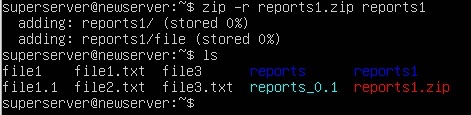 superserver@newserver:~$ zip -r reports1.zip reports1
  adding: reports1/ (stored 0%)
  adding: reports1/file (stored 0%)
superserver@newserver:~$ ls
file1    file1.txt  file3      reports      reports1
file1.1  file2.txt  file3.txt  reports_0.1  reports1.zip
superserver@newserver:~$